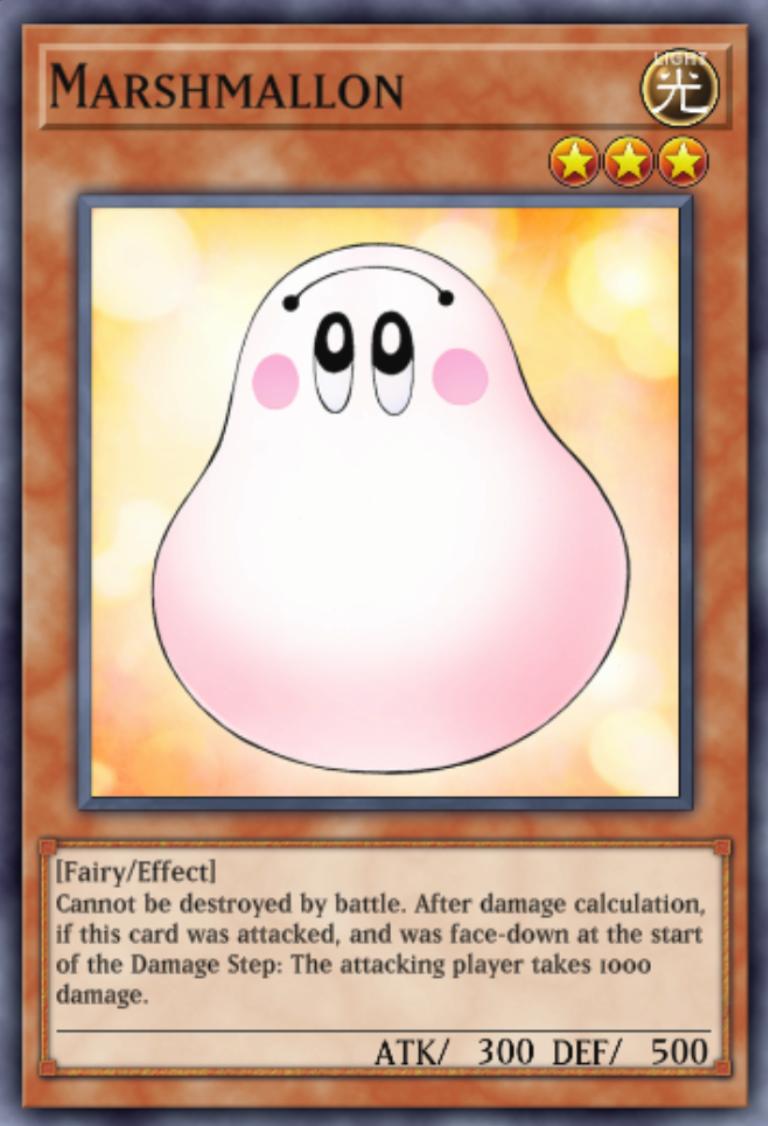 MARSHMALLON
LIGHT
光
[Fairy/Effect]
Cannot be destroyed by battle. After damage calculation,
if this card was attacked, and was face-down at the start
of the Damage Step: The attacking player takes 1000
damage.
ATK/ 300 DEF/ 500